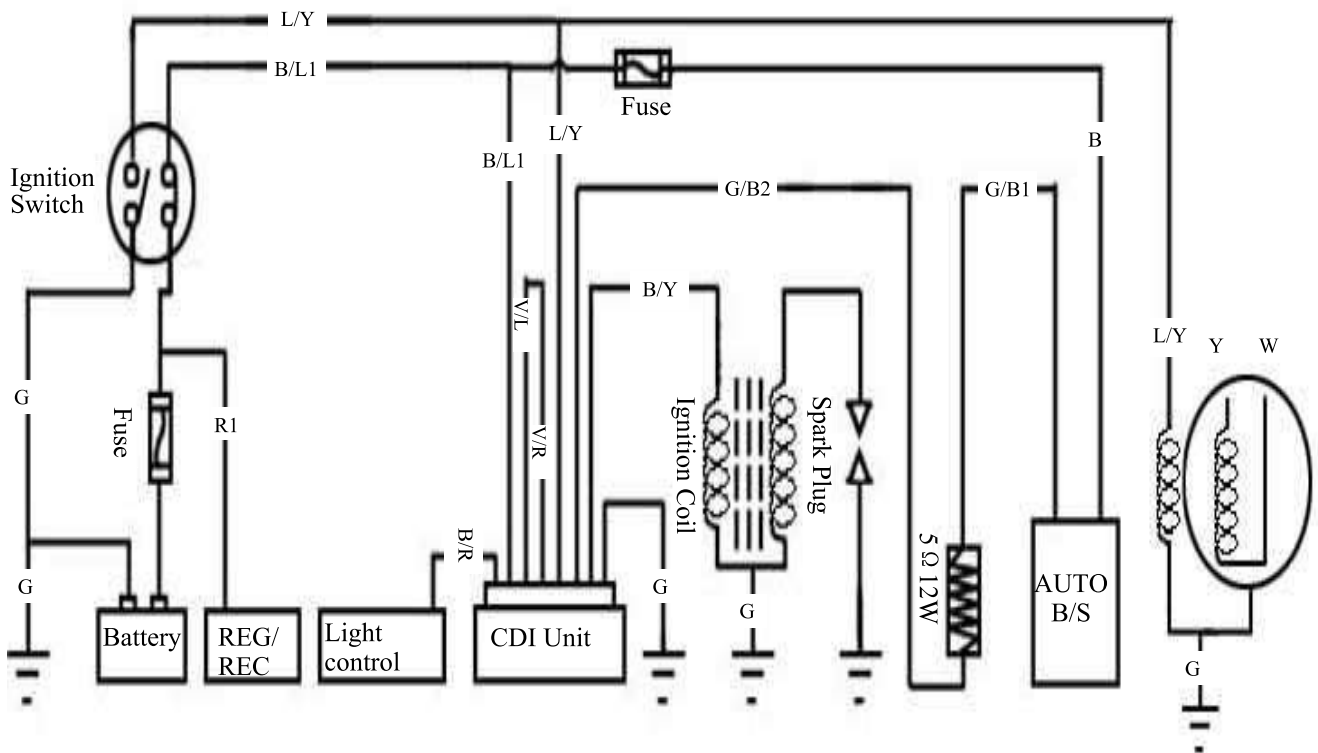 L/Y
B/L1
Fuse
L/Y
B
B/L1
Ignition
Switch
G/B2
G/B1
B/Y
V/L
L/Y
Y
W
G
Fuse
R1
V/R
Ignition Coil
Spark Plug
B/R
5 Ω 12W
G
G
G
AUTO
B/S
Battery
REG/
REC
Light
control
CDI Unit
G